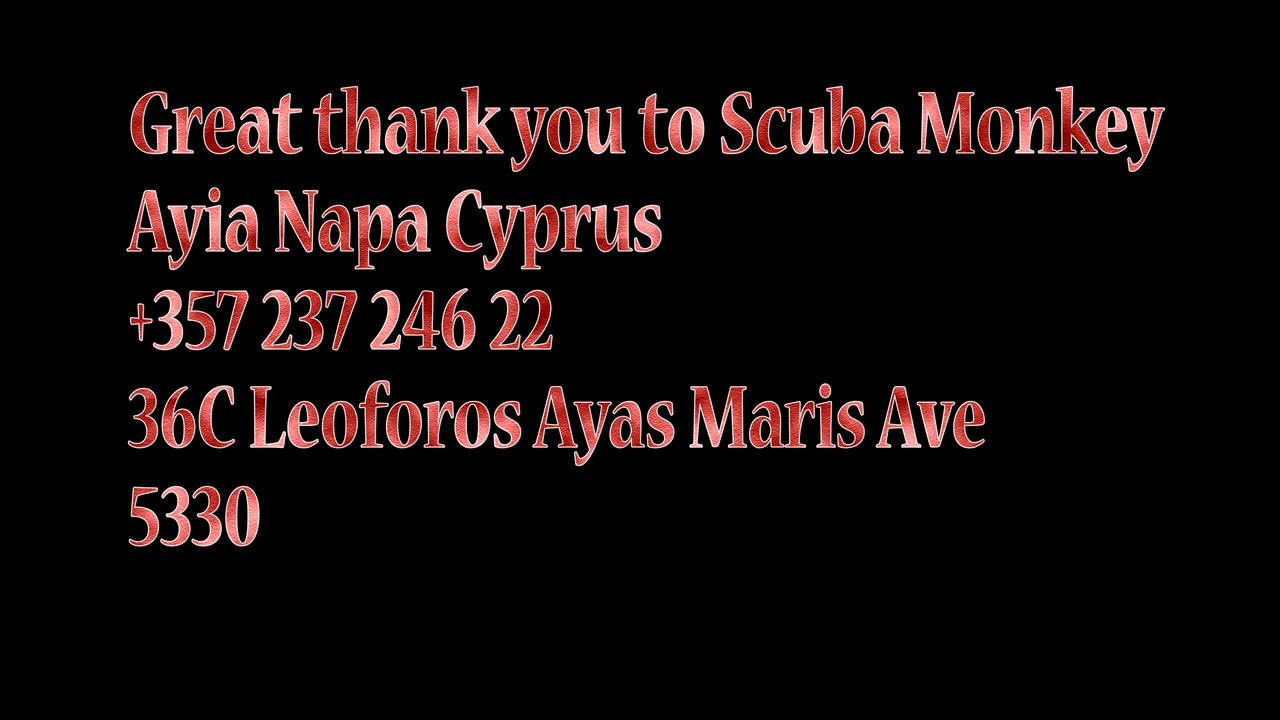 Great thank you to Scuba Monkey
Ayia Napa Cyprus
+357 237 246 22
36C Leoforos Ayas Maris Ave
5330